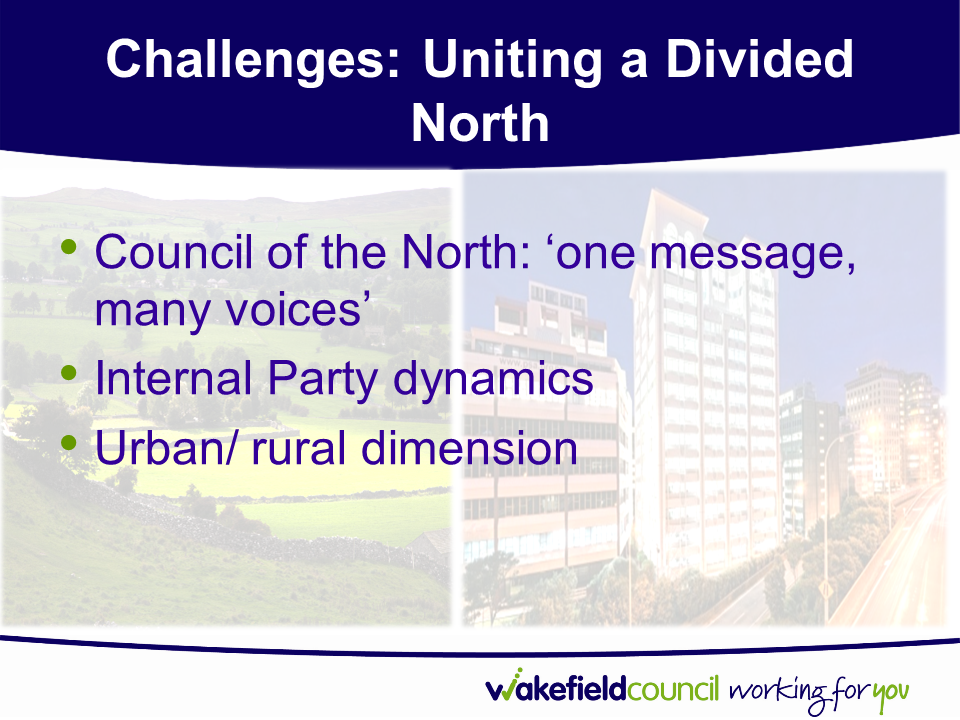 Challenges: Uniting a Divided
North
• Council of the North: ‘one message,
many voices’
• Internal Party dynamics
• Urban/ rural dimension
wakefieldcouncil working for you